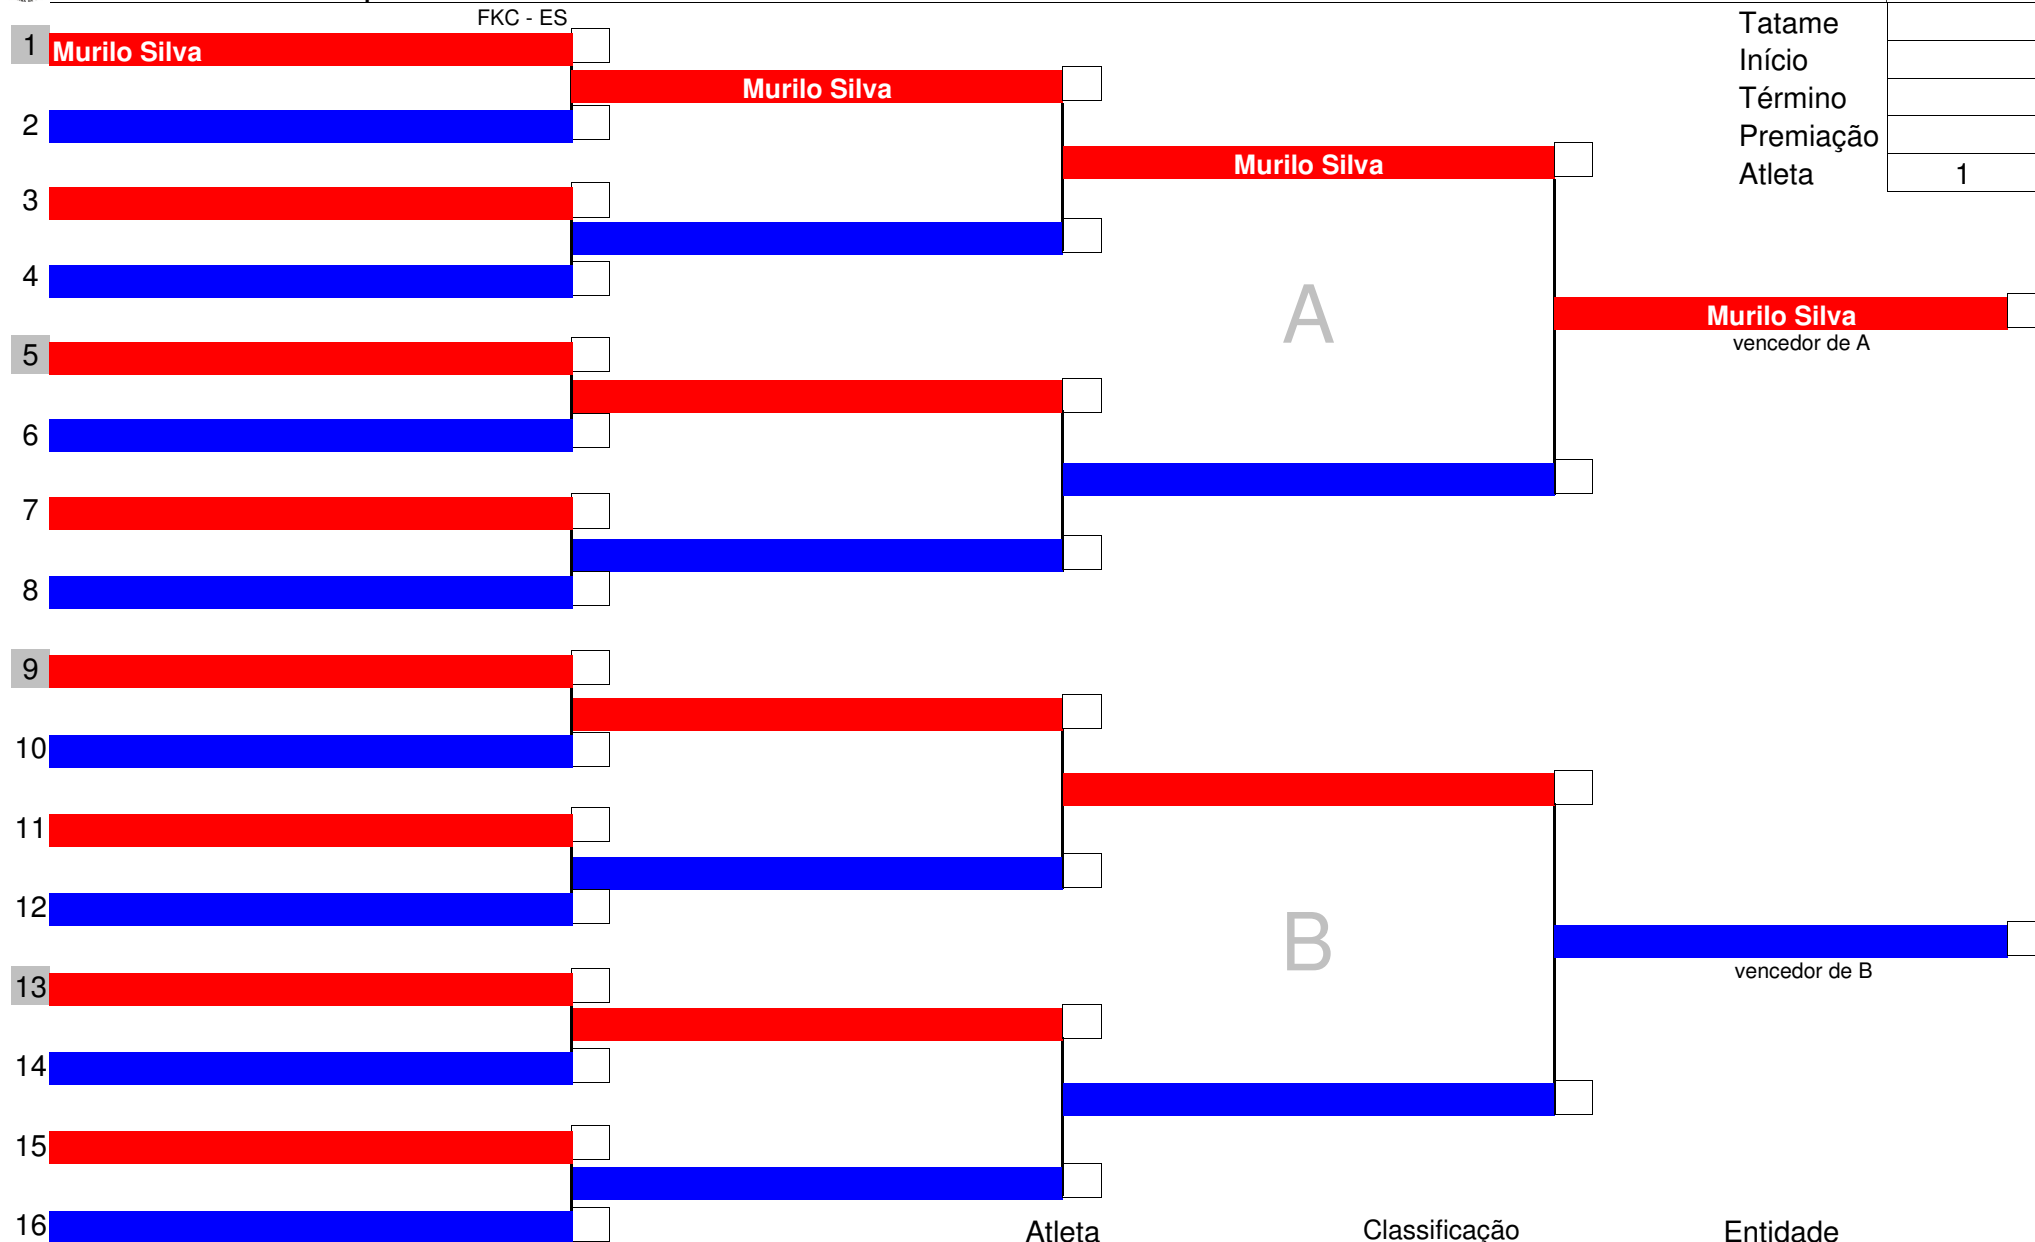 FKC - ES
Tatame
1 Murilo Silva
Início
Murilo Silva
Término
2
Premiação
Murilo Silva
Atleta 1
3
4
A
Murilo Silva
vencedor de A
5
6
7
8
9
10
11
12
B
vencedor de B
13
14
15
16
Atleta Classificação Entidade